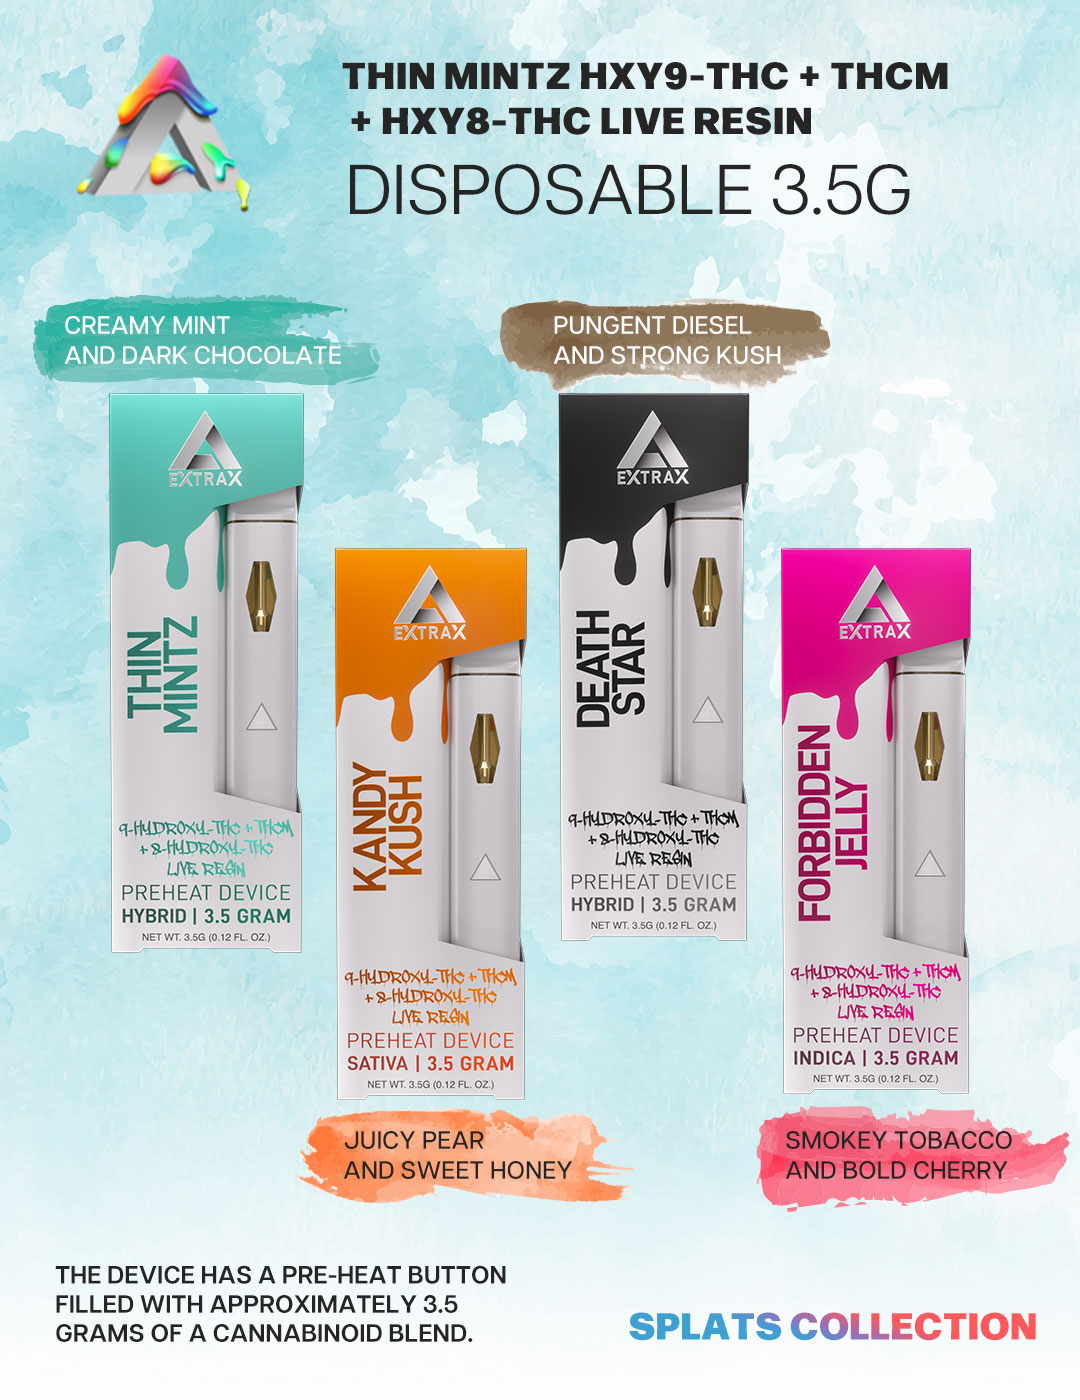 THIN MINTZ HXY9-THC + THCM
+ HXY8-THC LIVE RESIN
DISPOSABLE 3.5G
CREAMY MINT
AND DARK CHOCOLATE
EXTRAX
THIN
MINTZ
9-HYDROXY-THC + THCM
+ 8-HYDROXY-THC
LIVE RESIN
PREHEAT DEVICE
HYBRID | 3.5 GRAM
NET WT. 3.5G (0.12 FL. OZ.)
EXTRAX
KANDY
KUSH
9-HYDROXY-THC + THCM
+ 8-HYDROXY-THC
LIVE RESIN
PREHEAT DEVICE
SATIVA | 3.5 GRAM
NET WT. 3.5G (0.12 FL. OZ.)
JUICY PEAR
AND SWEET HONEY
PUNGENT DIESEL
AND STRONG KUSH
EXTRAX
DEATH
STAR
9-HYDROXY-THC + THCM
+ 8-HYDROXY-THC
LIVE RESIN
PREHEAT DEVICE
HYBRID | 3.5 GRAM
NET WT. 3.5G (0.12 FL. OZ.)
EXTRAX
FORBIDDEN
JELLY
9-HYDROXY-THC + THCM
+ 8-HYDROXY-THC
LIVE RESIN
PREHEAT DEVICE
INDICA | 3.5 GRAM
NET WT. 3.5G (0.12 FL. OZ.)
SMOKEY TOBACCO
AND BOLD CHERRY
THE DEVICE HAS A PRE-HEAT BUTTON
FILLED WITH APPROXIMATELY 3.5
GRAMS OF A CANNABINOID BLEND.
SPLATS COLLECTION